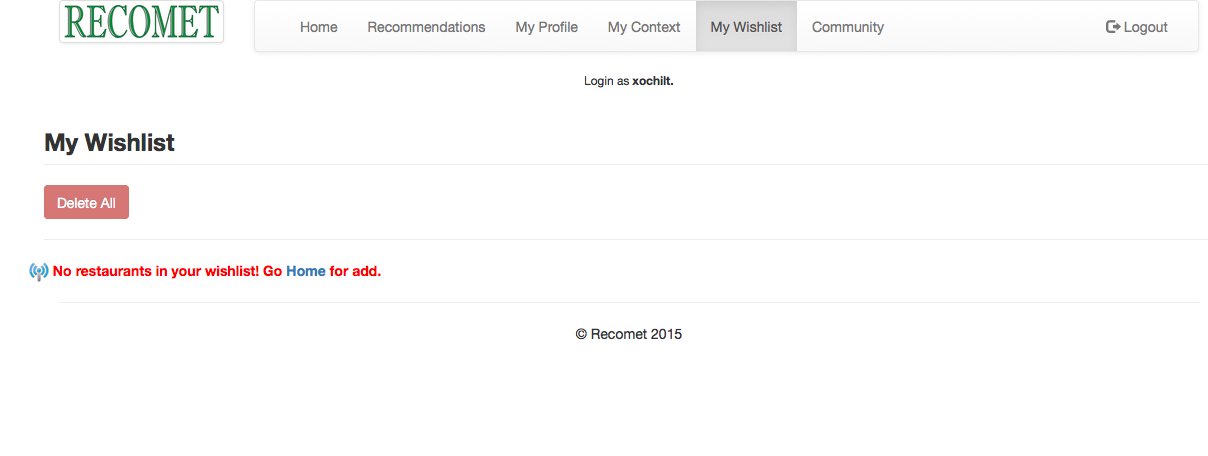 RECOMET
Home Recommendations My Profile My Context My Wishlist Community Logout
Login as xochilt.
My Wishlist
Delete All
No restaurants in your wishlist! Go Home for add.
© Recomet 2015